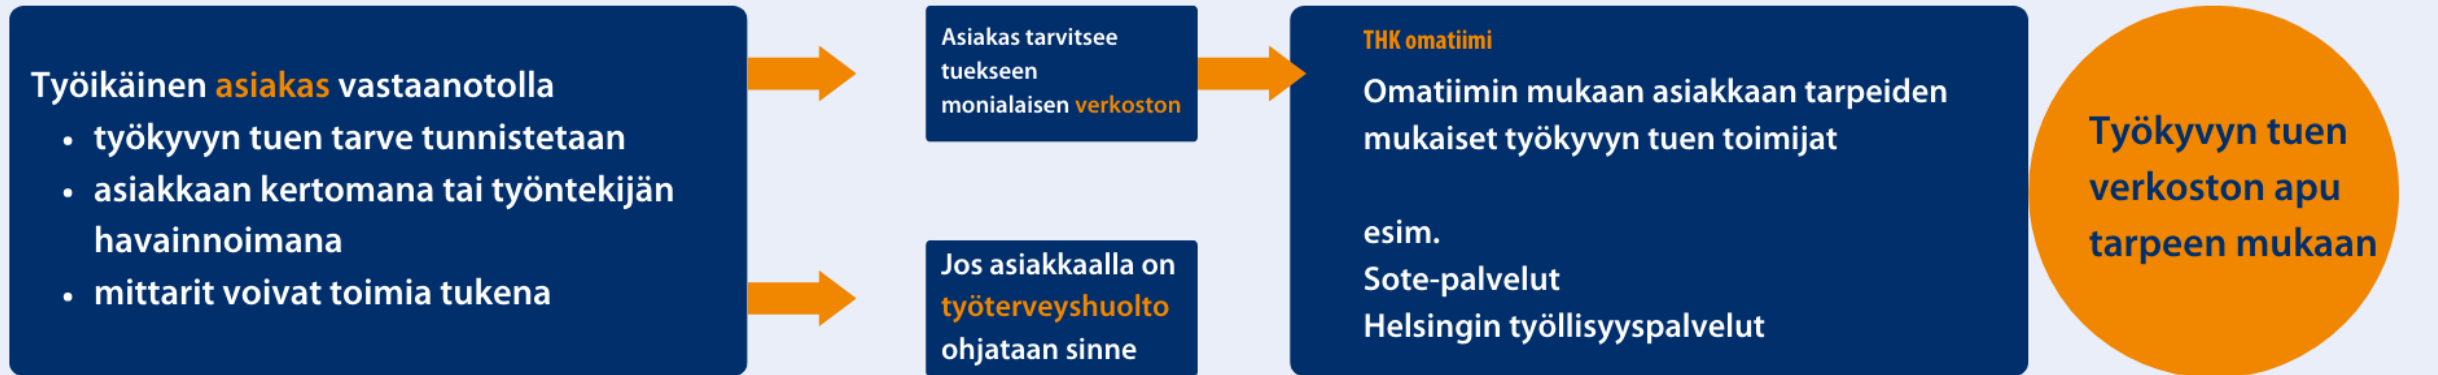 Työikäinen asiakas vastaanotolla
• työkyvyn tuen tarve tunnistetaan
• asiakkaan kertomana tai työntekijän
havainnoimana
• mittarit voivat toimia tukena
Asiakas tarvitsee
tuekseen
monialaisen verkoston
Jos asiakkaalla on
työterveyshuolto
ohjataan sinne
THK omatiimi
Omatiimin mukaan asiakkaan tarpeiden
mukaiset työkyvyn tuen toimijat
esim.
Sote-palvelut
Helsingin työllisyyspalvelut
Työkyvyn tuen
verkoston apu
tarpeen mukaan